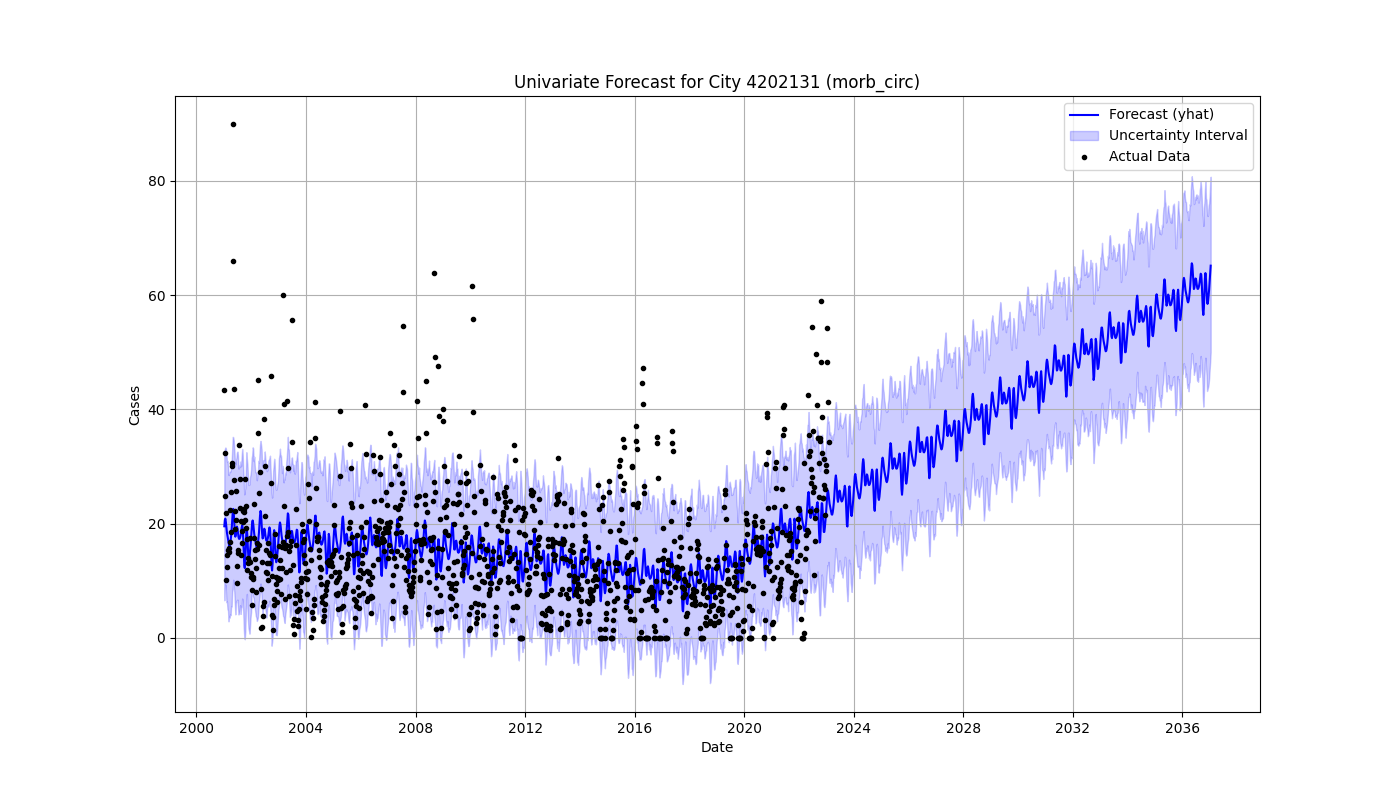 Univariate Forecast for City 4202131 (morb_circ)
Forecast (yhat)
Uncertainty Interval
Actual Data
Cases
80
60
40
20
0
2000 2004 2008 2012 2016 2020 2024 2028 2032 2036
Date